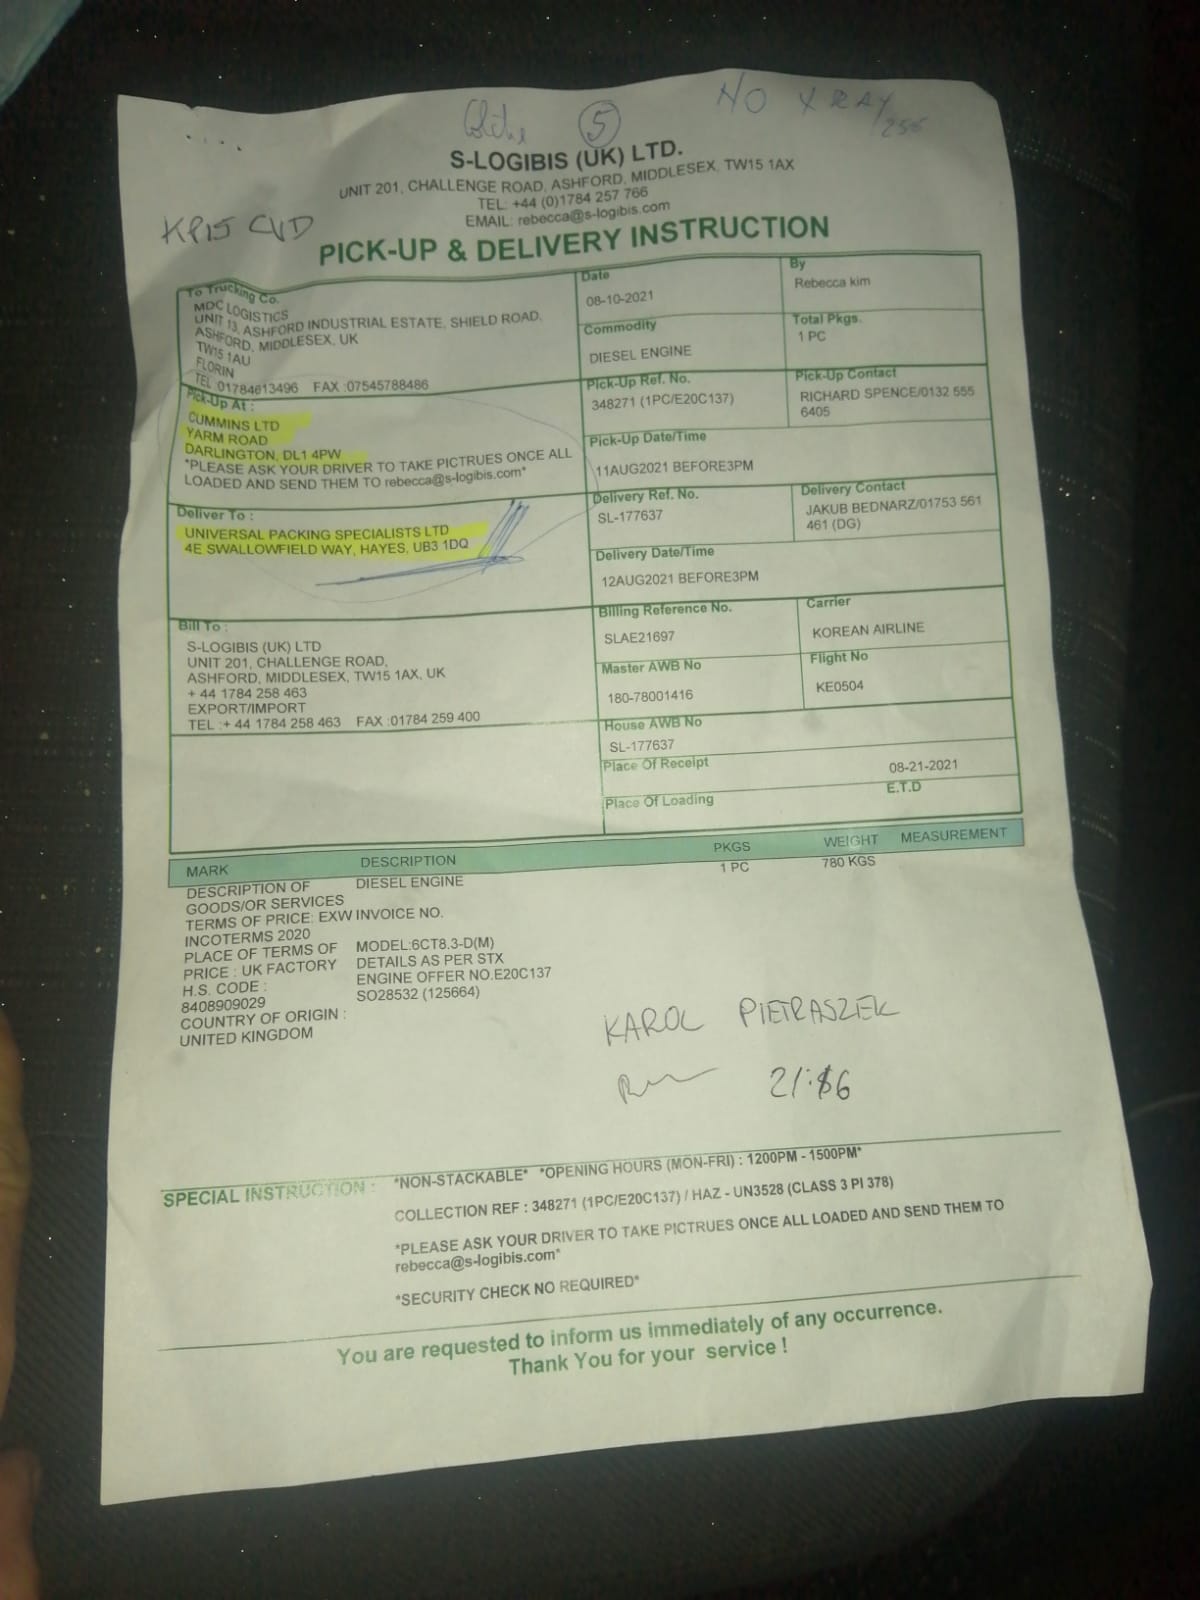 5
NO XRAY
S-LOGIBIS (UK) LTD.
UNIT 201, CHALLENGE ROAD, ASHFORD, MIDDLESEX, TW15 1AX
TEL: +44 (0)1784 257 766
EMAIL: rebecca@s-logibis.com
KP15 CVD
PICK-UP & DELIVERY INSTRUCTION
To Trucking Co.
MDC LOGISTICS
UNIT 13, ASHFORD INDUSTRIAL ESTATE, SHIELD ROAD,
ASHFORD, MIDDLESEX, UK
TW15 1AU
FLORIN
TEL :01784613496 FAX :07545788486
Date
08-10-2021
By
Rebecca kim
Commodity
DIESEL ENGINE
Total Pkgs.
1 PC
Pick-Up At :
CUMMINS LTD
YARM ROAD
DARLINGTON, DL1 4PW
*PLEASE ASK YOUR DRIVER TO TAKE PICTRUES ONCE ALL
LOADED AND SEND THEM TO rebecca@s-logibis.com*
Pick-Up Ref. No.
348271 (1PC/E20C137)
Pick-Up Contact
RICHARD SPENCE/0132 555
6405
Pick-Up Date/Time
11AUG2021 BEFORE3PM
Deliver To :
UNIVERSAL PACKING SPECIALISTS LTD
4E SWALLOWFIELD WAY, HAYES, UB3 1DQ
Delivery Ref. No.
SL-177637
Delivery Contact
JAKUB BEDNARZ/01753 561
461 (DG)
Delivery Date/Time
12AUG2021 BEFORE3PM
Bill To :
S-LOGIBIS (UK) LTD
UNIT 201, CHALLENGE ROAD,
ASHFORD, MIDDLESEX, TW15 1AX, UK
+ 44 1784 258 463
EXPORT/IMPORT
TEL :+ 44 1784 258 463 FAX :01784 259 400
Billing Reference No.
SLAE21697
Carrier
KOREAN AIRLINE
Master AWB No
180-78001416
Flight No
KE0504
House AWB No
SL-177637
Place Of Receipt
08-21-2021
Place Of Loading
E.T.D
MARK DESCRIPTION PKGS WEIGHT MEASUREMENT
DESCRIPTION OF DIESEL ENGINE 1 PC 780 KGS
GOODS/OR SERVICES
TERMS OF PRICE: EXW INVOICE NO.
INCOTERMS 2020
PLACE OF TERMS OF MODEL:6CT8.3-D(M)
PRICE : UK FACTORY DETAILS AS PER STX
H.S. CODE : ENGINE OFFER NO.E20C137
8408909029 SO28532 (125664)
COUNTRY OF ORIGIN :
UNITED KINGDOM
KAROL PIETRASZEK
SPECIAL INSTRUCTION : *NON-STACKABLE* *OPENING HOURS (MON-FRI) : 1200PM - 1500PM*
COLLECTION REF : 348271 (1PC/E20C137) / HAZ - UN3528 (CLASS 3 PI 378)
*PLEASE ASK YOUR DRIVER TO TAKE PICTRUES ONCE ALL LOADED AND SEND THEM TO
rebecca@s-logibis.com*
*SECURITY CHECK NO REQUIRED*
You are requested to inform us immediately of any occurrence.
Thank You for your service !